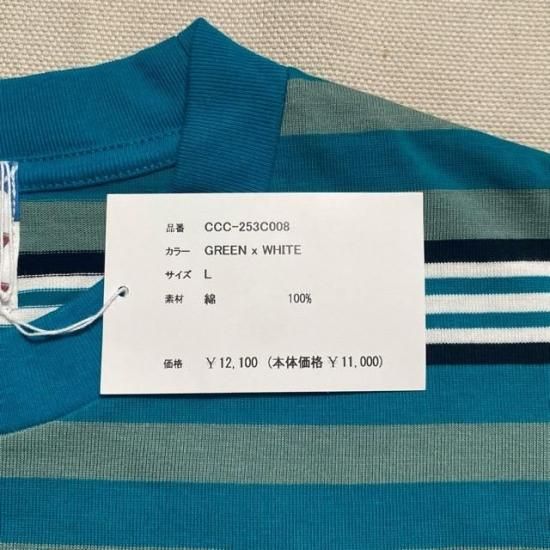 品番 CCC-253C008
カラー GREEN x WHITE
サイズ L
素材 綿 100%
価格 ￥12,100 (本体価格 ￥11,000)